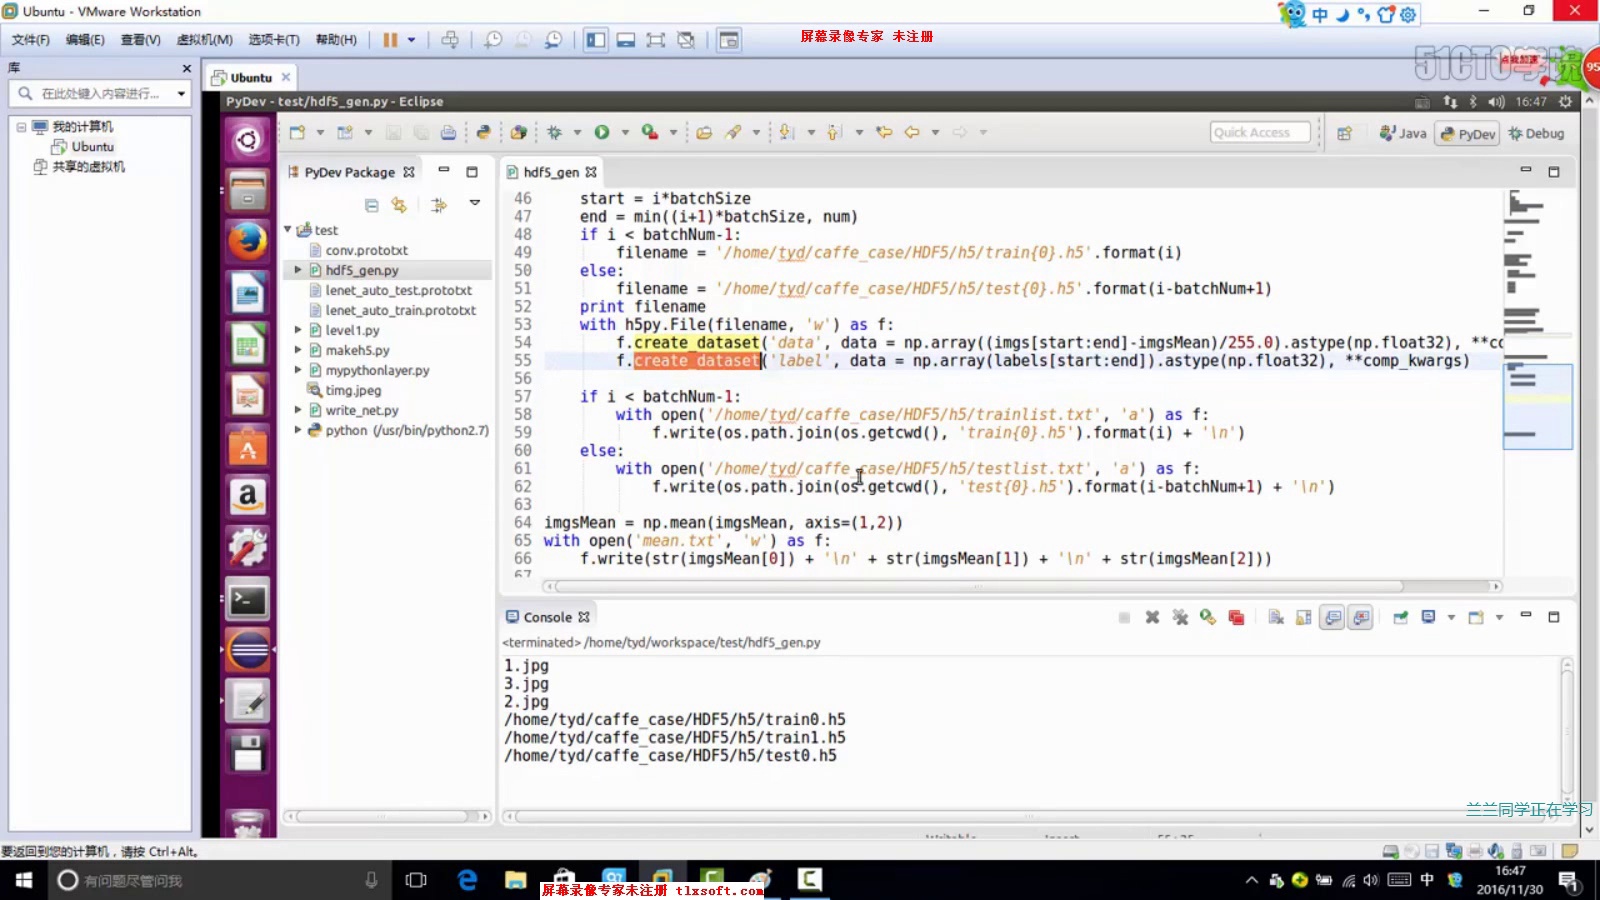 Ubuntu - VMware Workstation
中
文件(F) 编辑(E) 查看(V) 虚拟机(M) 选项卡(T) 帮助(H)
屏幕录像专家 未注册
51CTO学院
点我加速
95
库
Ubuntu
在此处键入内容进行...
我的计算机
Ubuntu
共享的虚拟机
PyDev - test/hdf5_gen.py - Eclipse
16:47
Quick Access
Java
PyDev
Debug
PyDev Package
test
conv.prototxt
hdf5_gen.py
lenet_auto_test.prototxt
lenet_auto_train.prototxt
level1.py
makeh5.py
mypythonlayer.py
timg.jpeg
write_net.py
python (/usr/bin/python2.7)
hdf5_gen
46 start = i*batchSize
47 end = min((i+1)*batchSize, num)
48 if i < batchNum-1:
49 filename = '/home/tyd/caffe_case/HDF5/h5/train{0}.h5'.format(i)
50 else:
51 filename = '/home/tyd/caffe_case/HDF5/h5/test{0}.h5'.format(i-batchNum+1)
52 print filename
53 with h5py.File(filename, 'w') as f:
54 f.create_dataset('data', data = np.array((imgs[start:end]-imgsMean)/255.0).astype(np.float32), **co
55 f.create_dataset('label', data = np.array(labels[start:end]).astype(np.float32), **comp_kwargs)
56
57 if i < batchNum-1:
58 with open('/home/tyd/caffe_case/HDF5/h5/trainlist.txt', 'a') as f:
59 f.write(os.path.join(os.getcwd(), 'train{0}.h5').format(i) + '\n')
60 else:
61 with open('/home/tyd/caffe_case/HDF5/h5/testlist.txt', 'a') as f:
62 f.write(os.path.join(os.getcwd(), 'test{0}.h5').format(i-batchNum+1) + '\n')
63
64 imgsMean = np.mean(imgsMean, axis=(1,2))
65 with open('mean.txt', 'w') as f:
66 f.write(str(imgsMean[0]) + '\n' + str(imgsMean[1]) + '\n' + str(imgsMean[2]))
67
Console
<terminated> /home/tyd/workspace/test/hdf5_gen.py
1.jpg
3.jpg
2.jpg
/home/tyd/caffe_case/HDF5/h5/train0.h5
/home/tyd/caffe_case/HDF5/h5/train1.h5
/home/tyd/caffe_case/HDF5/h5/test0.h5
兰兰同学正在学习
要返回到您的计算机，请按 Ctrl+Alt。
有问题尽管问我
屏幕录像专家未注册 tlxsoft.com
中
16:47
2016/11/30
1